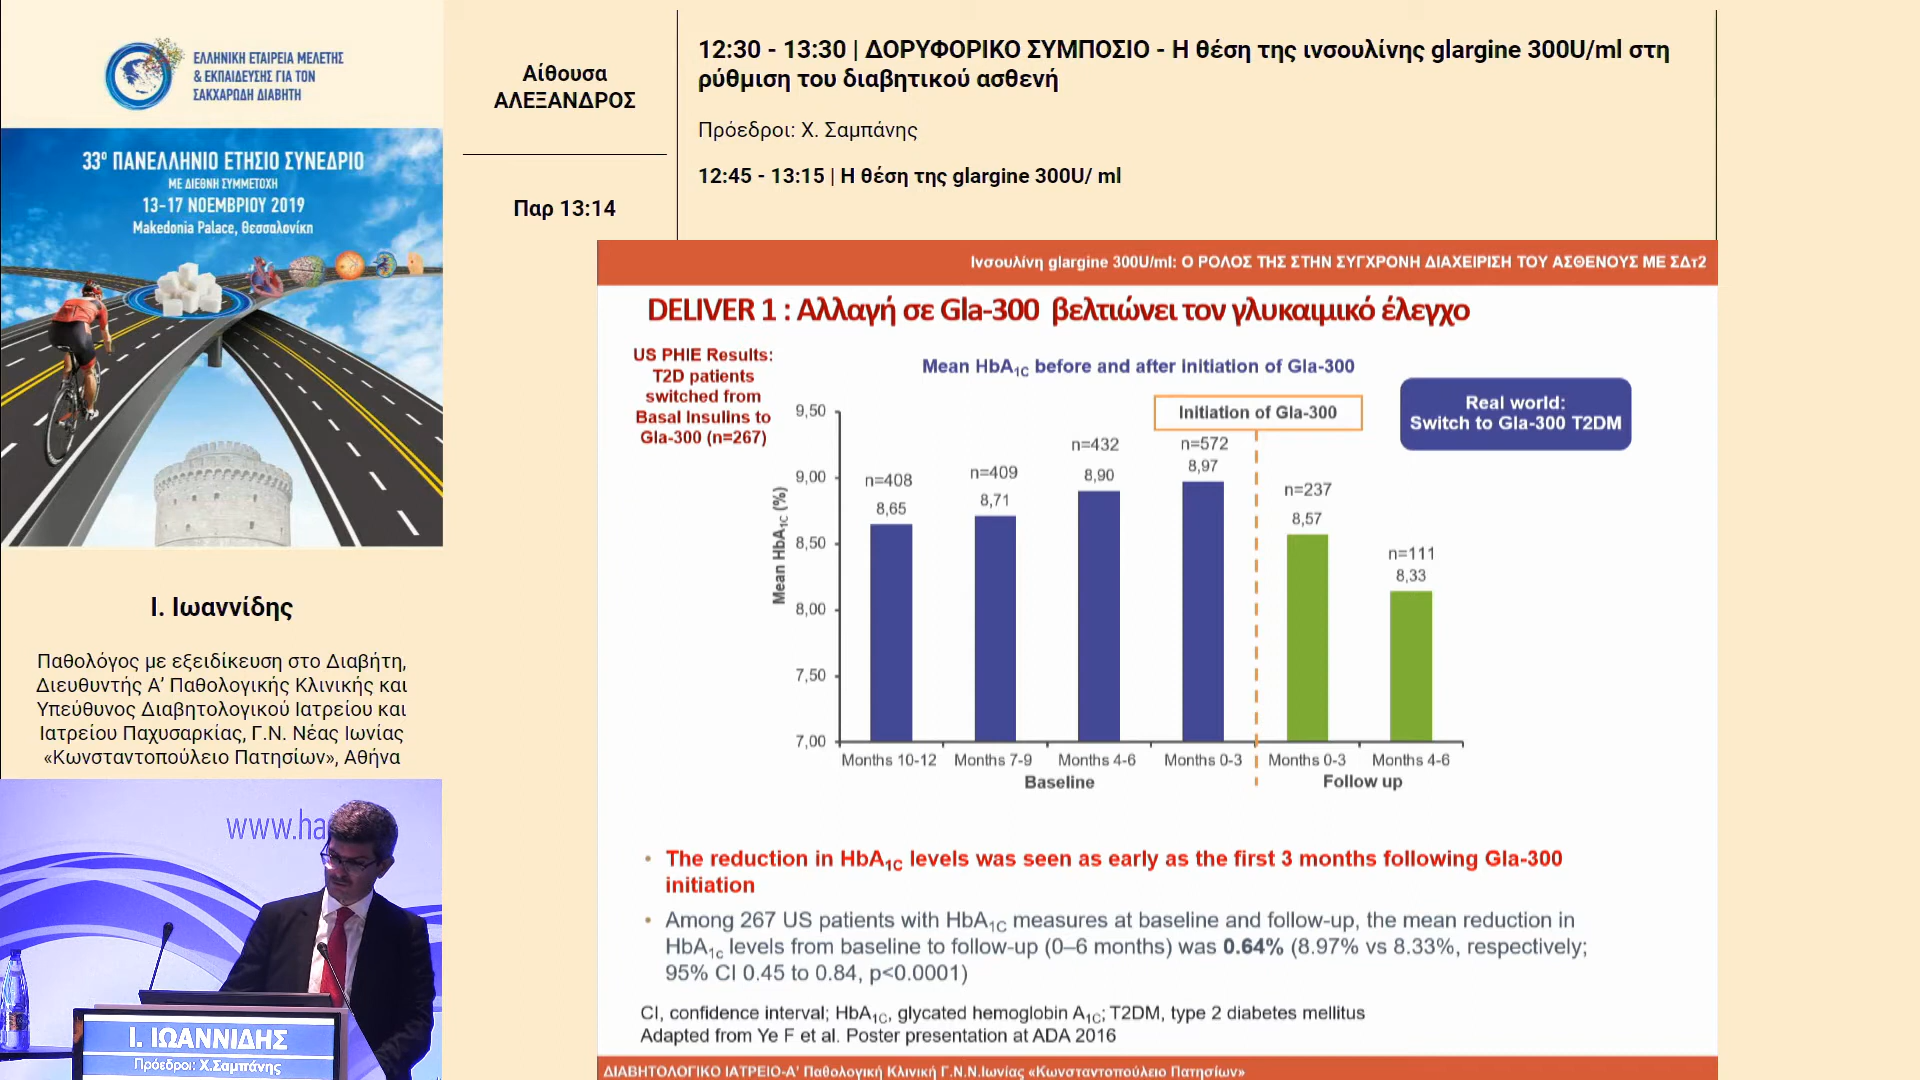 ΕΛΛΗΝΙΚΗ ΕΤΑΙΡΕΙΑ ΜΕΛΕΤΗΣ
& ΕΚΠΑΙΔΕΥΣΗΣ ΓΙΑ ΤΟΝ
ΣΑΚΧΑΡΩΔΗ ΔΙΑΒΗΤΗ
33ο ΠΑΝΕΛΛΗΝΙΟ ΕΤΗΣΙΟ ΣΥΝΕΔΡΙΟ
ΜΕ ΔΙΕΘΝΗ ΣΥΜΜΕΤΟΧΗ
13-17 ΝΟΕΜΒΡΙΟΥ 2019
Makedonia Palace, Θεσσαλονίκη
Αίθουσα
ΑΛΕΞΑΝΔΡΟΣ
Παρ 13:14
12:30 - 13:30 | ΔΟΡΥΦΟΡΙΚΟ ΣΥΜΠΟΣΙΟ - Η θέση της ινσουλίνης glargine 300U/ml στη
ρύθμιση του διαβητικού ασθενή
Πρόεδροι: Χ. Σαμπάνης
12:45 - 13:15 | Η θέση της glargine 300U/ ml
Ι. Ιωαννίδης
Παθολόγος με εξειδίκευση στο Διαβήτη,
Διευθυντής Α’ Παθολογικής Κλινικής και
Υπεύθυνος Διαβητολογικού Ιατρείου και
Ιατρείου Παχυσαρκίας, Γ.Ν. Νέας Ιωνίας
«Κωνσταντοπούλειο Πατησίων», Αθήνα
www.ha
Ι. ΙΩΑΝΝΙΔΗΣ
Πρόεδροι: Χ.Σαμπάνης
Ινσουλίνη glargine 300U/ml: Ο ΡΟΛΟΣ ΤΗΣ ΣΤΗΝ ΣΥΓΧΡΟΝΗ ΔΙΑΧΕΙΡΙΣΗ ΤΟΥ ΑΣΘΕΝΟΥΣ ΜΕ ΣΔτ2
DELIVER 1 : Αλλαγή σε Gla-300 βελτιώνει τον γλυκαιμικό έλεγχο
US PHIE Results:
T2D patients
switched from
Basal Insulins to
Gla-300 (n=267)
Mean HbA1C before and after initiation of Gla-300
Initiation of Gla-300
Real world:
Switch to Gla-300 T2DM
Mean HbA1C (%)
9,50
9,00
8,50
8,00
7,50
7,00
n=408
8,65
n=409
8,71
n=432
8,90
n=572
8,97
n=237
8,57
n=111
8,33
Months 10-12 Months 7-9 Months 4-6 Months 0-3 Months 0-3 Months 4-6
Baseline Follow up
• The reduction in HbA1C levels was seen as early as the first 3 months following Gla-300
initiation
• Among 267 US patients with HbA1C measures at baseline and follow-up, the mean reduction in
HbA1c levels from baseline to follow-up (0–6 months) was 0.64% (8.97% vs 8.33%, respectively;
95% CI 0.45 to 0.84, p<0.0001)
CI, confidence interval; HbA1C, glycated hemoglobin A1C; T2DM, type 2 diabetes mellitus
Adapted from Ye F et al. Poster presentation at ADA 2016
ΔΙΑΒΗΤΟΛΟΓΙΚΟ ΙΑΤΡΕΙΟ-Α’ Παθολογική Κλινική Γ.Ν.Ν.Ιωνίας «Κωνσταντοπούλειο Πατησίων»